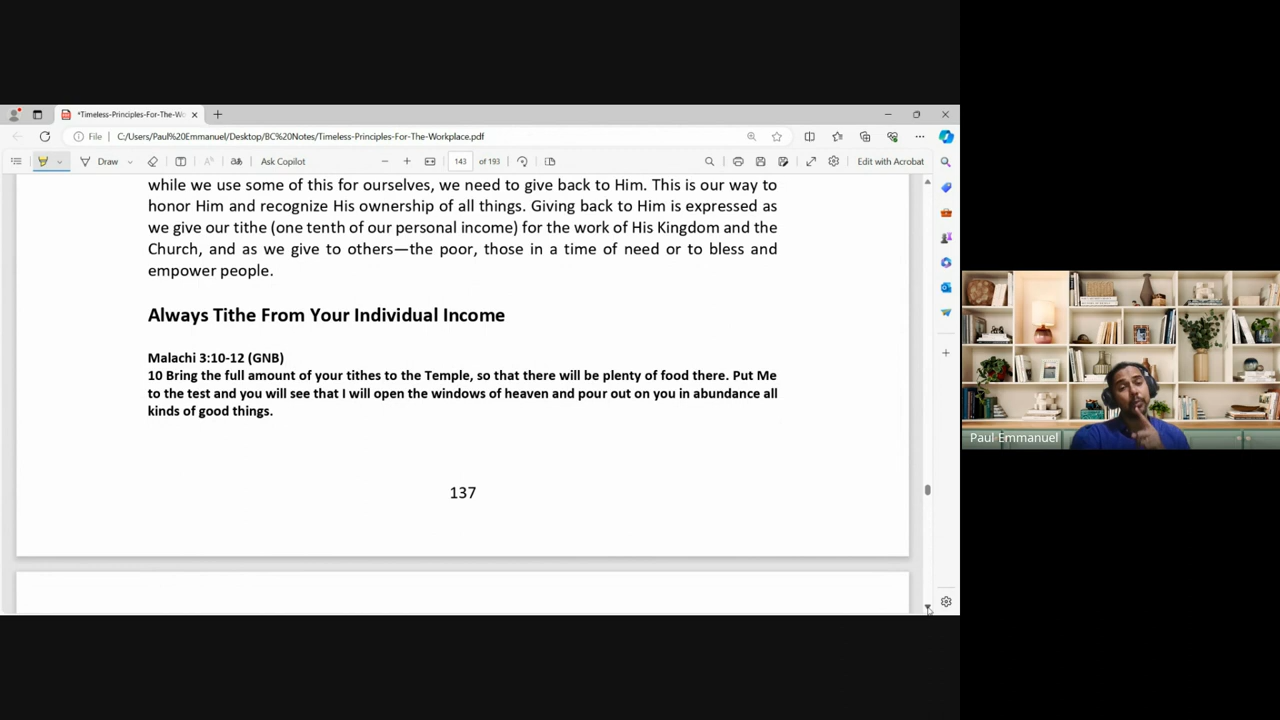 *Timeless-Principles-For-The-Wo
File
C:/Users/Paul%20Emmanuel/Desktop/BC%20Notes/Timeless-Principles-For-The-Workplace.pdf
Draw
Ask Copilot
143 of 193
Edit with Acrobat
while we use some of this for ourselves, we need to give back to Him. This is our way to
honor Him and recognize His ownership of all things. Giving back to Him is expressed as
we give our tithe (one tenth of our personal income) for the work of His Kingdom and the
Church, and as we give to others—the poor, those in a time of need or to bless and
empower people.
Always Tithe From Your Individual Income
Malachi 3:10-12 (GNB)
10 Bring the full amount of your tithes to the Temple, so that there will be plenty of food there. Put Me
to the test and you will see that I will open the windows of heaven and pour out on you in abundance all
kinds of good things.
137
Paul Emmanuel